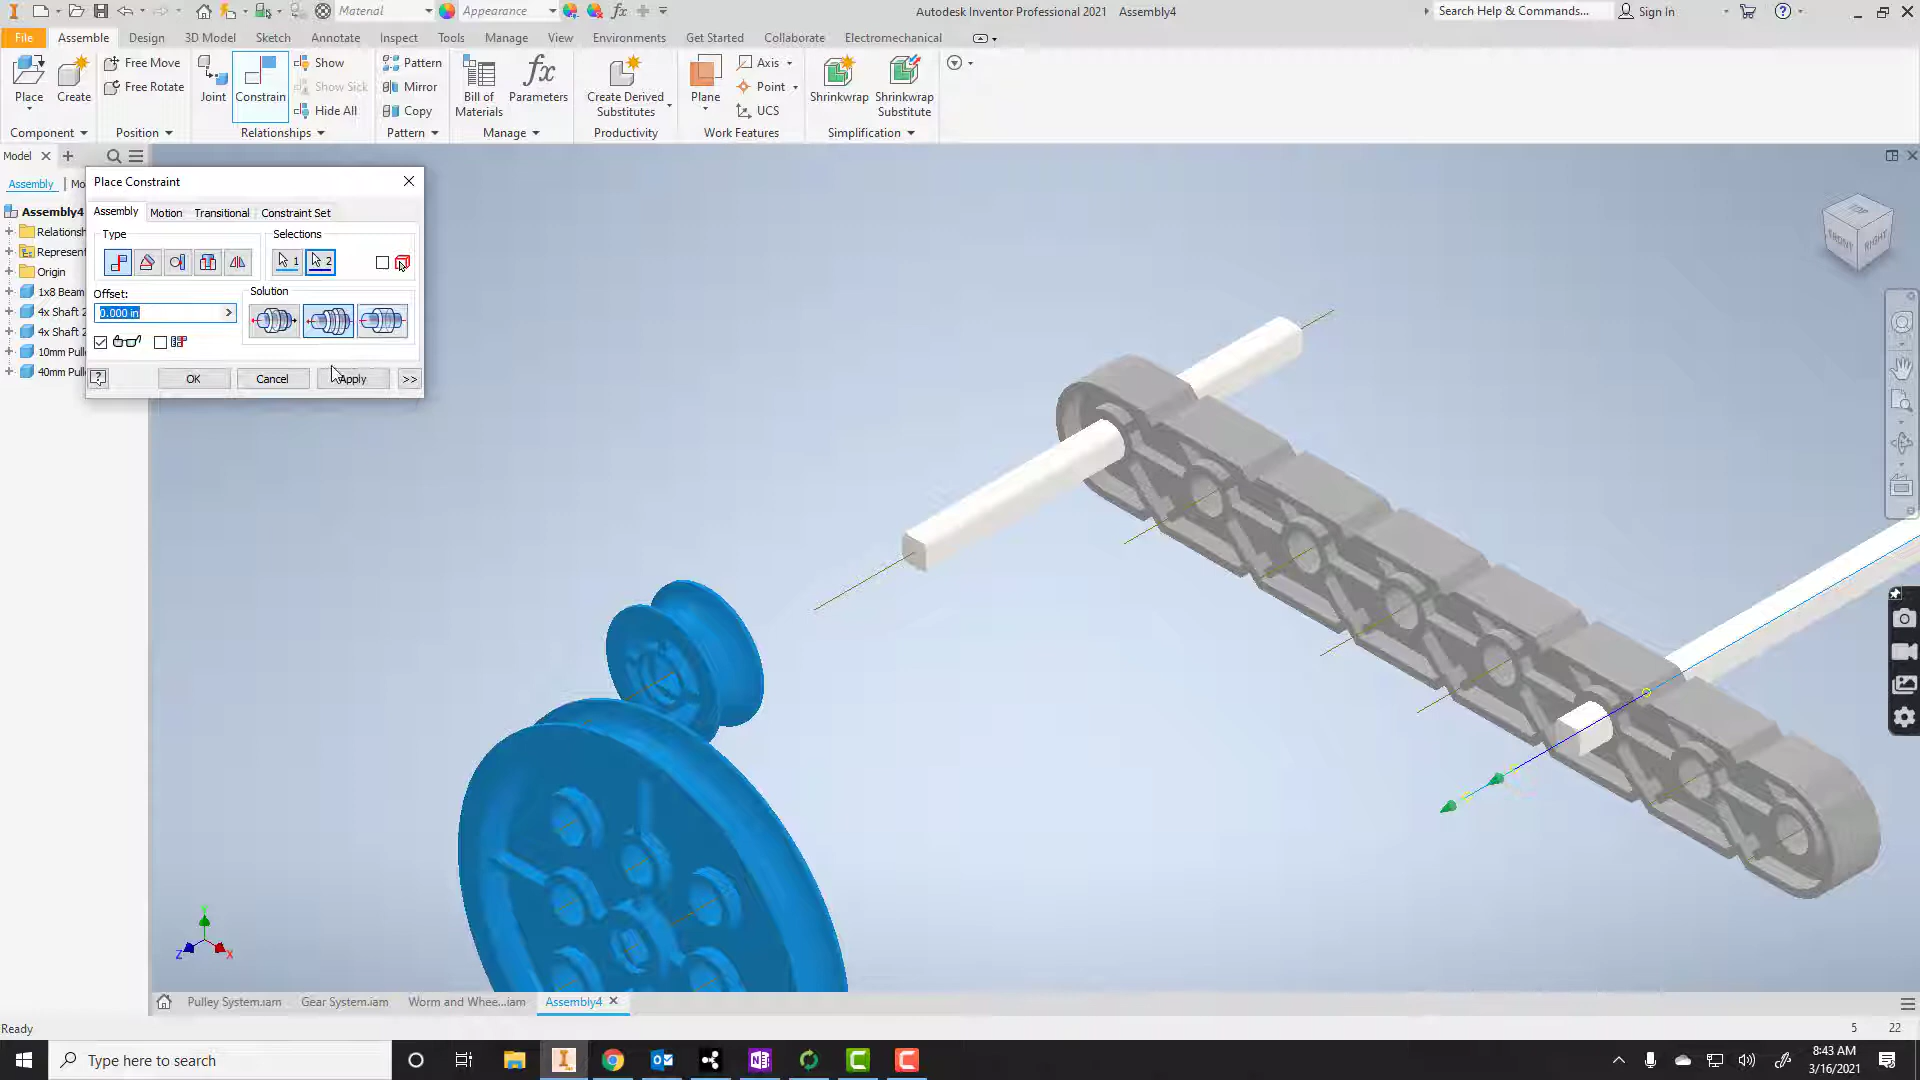 Material
Appearance
fx
Autodesk Inventor Professional 2021 Assembly4
Search Help & Commands...
Sign In
File
Assemble
Design
3D Model
Sketch
Annotate
Inspect
Tools
Manage
View
Environments
Get Started
Collaborate
Electromechanical
Place
Create
Free Move
Free Rotate
Joint
Constrain
Show
Show Sick
Hide All
Pattern
Mirror
Copy
Bill of
Materials
fx
Parameters
Create Derived
Substitutes
Plane
Axis
Point
UCS
Shrinkwrap
Shrinkwrap
Substitute
Component
Position
Relationships
Pattern
Manage
Productivity
Work Features
Simplification
Model
Assembly
Mo
Assembly4
Relationsh
Represent
Origin
1x8 Beam
4x Shaft 2
4x Shaft 2
10mm Pull
40mm Pull
Place Constraint
Assembly
Motion
Transitional
Constraint Set
Type
Selections
1
2
Offset:
0.000 in
Solution
OK
Cancel
Apply
>>
TOP
FRONT
RIGHT
Y
Z
X
Pulley System.iam
Gear System.iam
Worm and Whee...iam
Assembly4
Ready
5
22
Type here to search
8:43 AM
3/16/2021